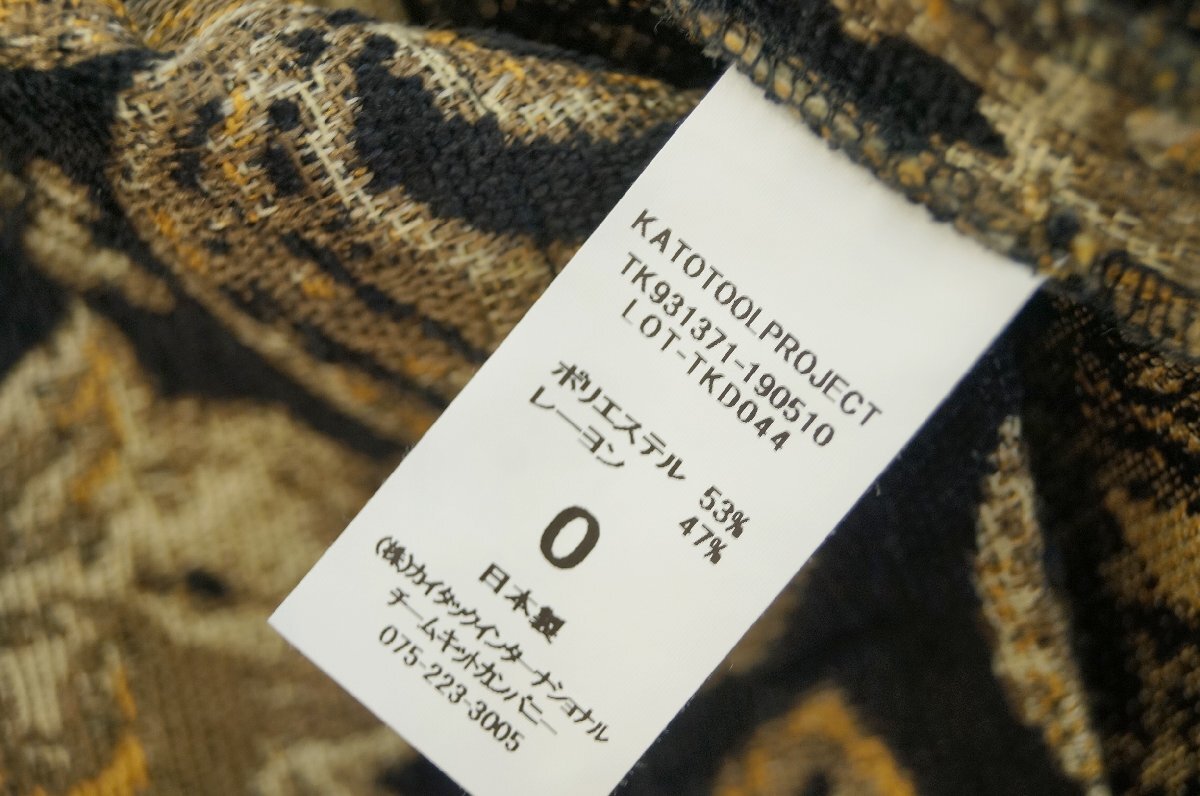 KATOTOOLPROJECT
TK931371-190510
LOT-TKD044
ポリエステル 53%
レーヨン 47%
0
日本製
(株)カイタックインターナショナル
チームキットカンパニー
075-223-3005